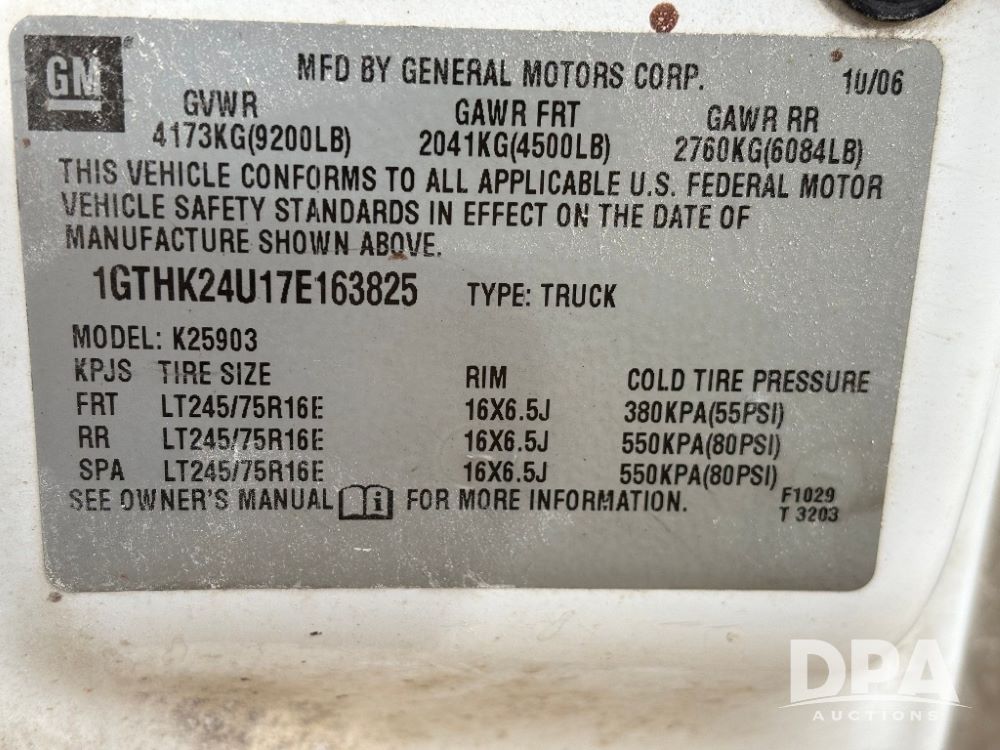 GM
MFD BY GENERAL MOTORS CORP. 10/06
GVWR GAWR FRT GAWR RR
4173KG(9200LB) 2041KG(4500LB) 2760KG(6084LB)
THIS VEHICLE CONFORMS TO ALL APPLICABLE U.S. FEDERAL MOTOR
VEHICLE SAFETY STANDARDS IN EFFECT ON THE DATE OF
MANUFACTURE SHOWN ABOVE.
1GTHK24U17E163825 TYPE: TRUCK
MODEL: K25903
KPJS TIRE SIZE RIM COLD TIRE PRESSURE
FRT LT245/75R16E 16X6.5J 380KPA(55PSI)
RR LT245/75R16E 16X6.5J 550KPA(80PSI)
SPA LT245/75R16E 16X6.5J 550KPA(80PSI)
SEE OWNER'S MANUAL i FOR MORE INFORMATION. F1029
T 3203
DPA
AUCTIONS